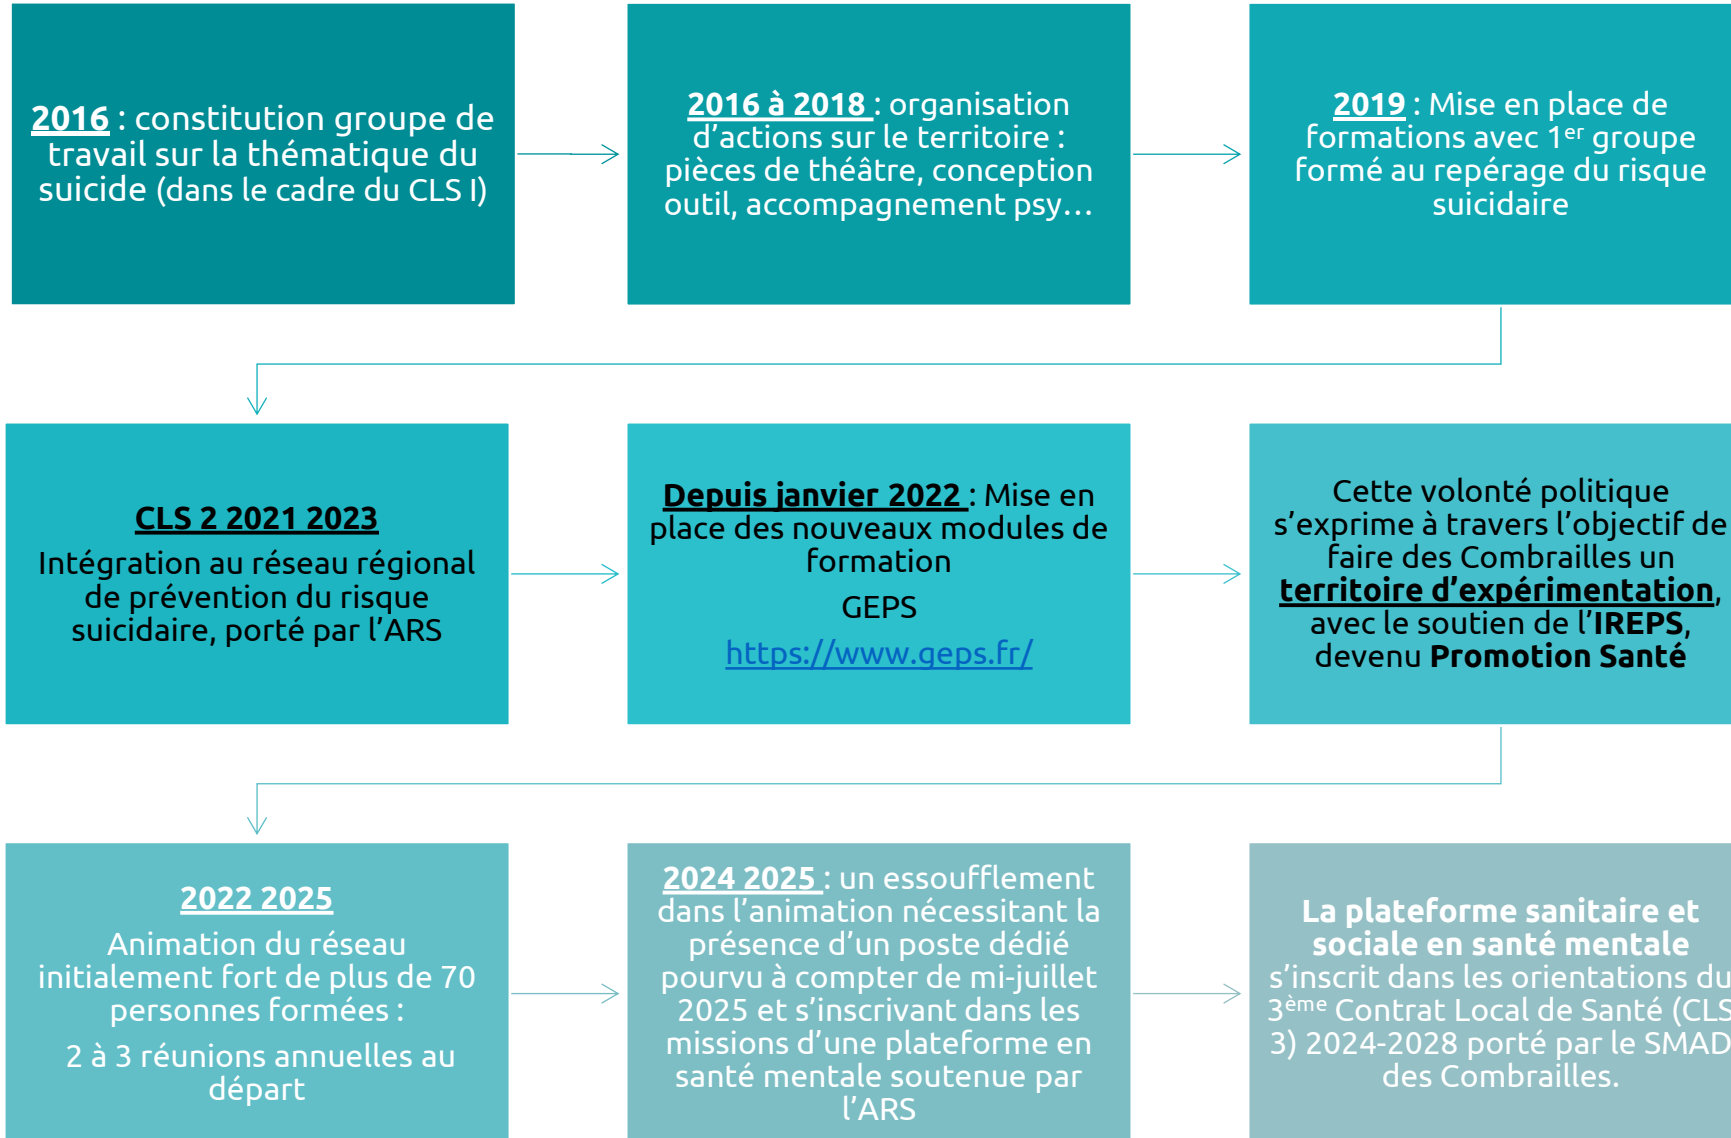 2016 : constitution groupe de
travail sur la thématique du
suicide (dans le cadre du CLS I)
2016 à 2018 : organisation
d’actions sur le territoire :
pièces de théâtre, conception
outil, accompagnement psy…
2019 : Mise en place de
formations avec 1er groupe
formé au repérage du risque
suicidaire
CLS 2 2021 2023
Intégration au réseau régional
de prévention du risque
suicidaire, porté par l’ARS
Depuis janvier 2022 : Mise en
place des nouveaux modules de
formation
GEPS
https://www.geps.fr/
Cette volonté politique
s’exprime à travers l’objectif de
faire des Combrailles un
territoire d’expérimentation,
avec le soutien de l’IREPS,
devenu Promotion Santé
2022 2025
Animation du réseau
initialement fort de plus de 70
personnes formées :
2 à 3 réunions annuelles au
départ
2024 2025 : un essoufflement
dans l’animation nécessitant la
présence d’un poste dédié
pourvu à compter de mi-juillet
2025 et s’inscrivant dans les
missions d’une plateforme en
santé mentale soutenue par
l’ARS
La plateforme sanitaire et
sociale en santé mentale
s’inscrit dans les orientations du
3ème Contrat Local de Santé (CLS
3) 2024-2028 porté par le SMAD
des Combrailles.